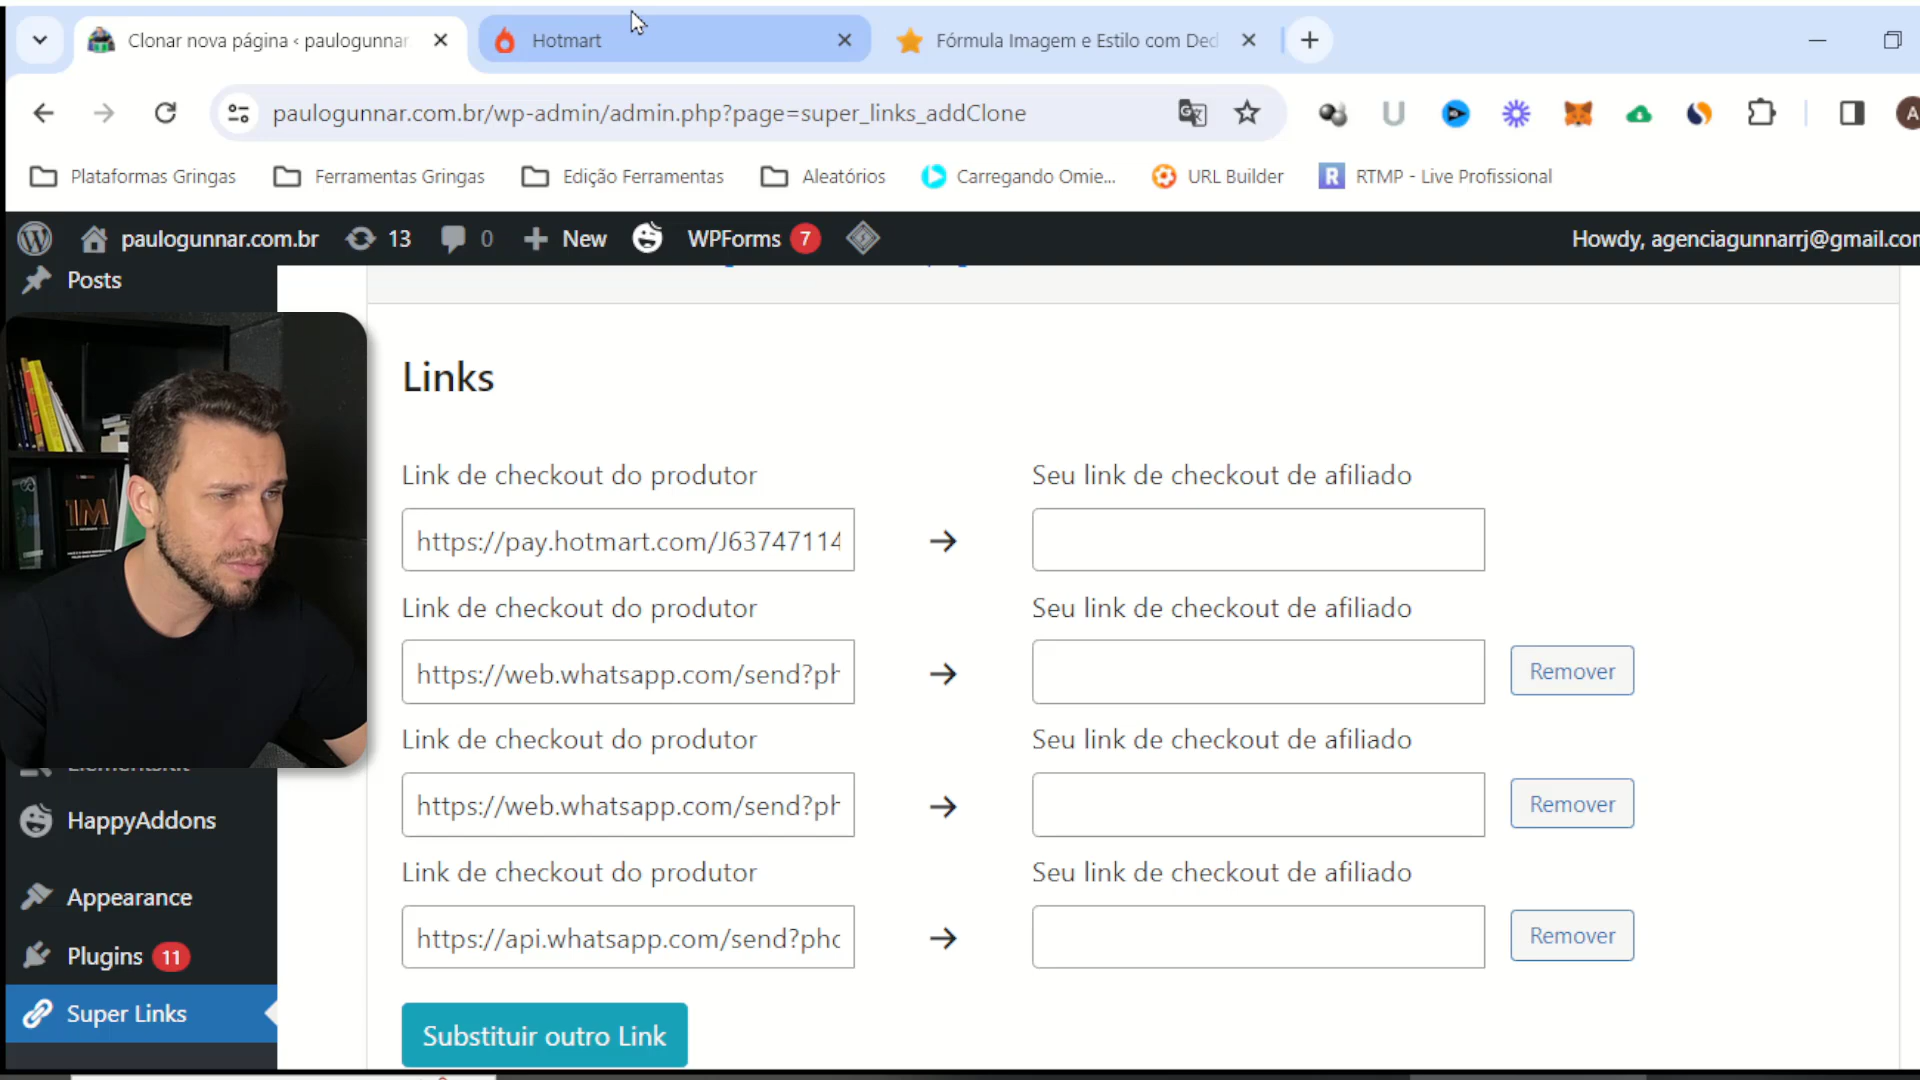 Clonar nova página ‹ paulogunnar
Hotmart
Fórmula Imagem e Estilo com Ded
paulogunnar.com.br/wp-admin/admin.php?page=super_links_addClone
A
Plataformas Gringas
Ferramentas Gringas
Edição Ferramentas
Aleatórios
Carregando Omie...
URL Builder
R RTMP - Live Profissional
paulogunnar.com.br
13
0
New
WPForms 7
Howdy, agenciagunnarrj@gmail.com
Posts
Links
Link de checkout do produtor
Seu link de checkout de afiliado
https://pay.hotmart.com/J63747114
Link de checkout do produtor
Seu link de checkout de afiliado
https://web.whatsapp.com/send?ph
Remover
Link de checkout do produtor
Seu link de checkout de afiliado
https://web.whatsapp.com/send?ph
Remover
Link de checkout do produtor
Seu link de checkout de afiliado
https://api.whatsapp.com/send?pho
Remover
Substituir outro Link
1M
ElementsKit
HappyAddons
Appearance
Plugins 11
Super Links